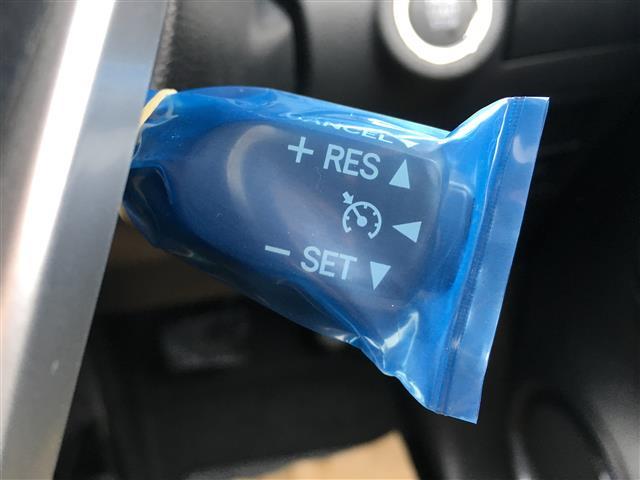 + RES ▲
◀
− SET ▼